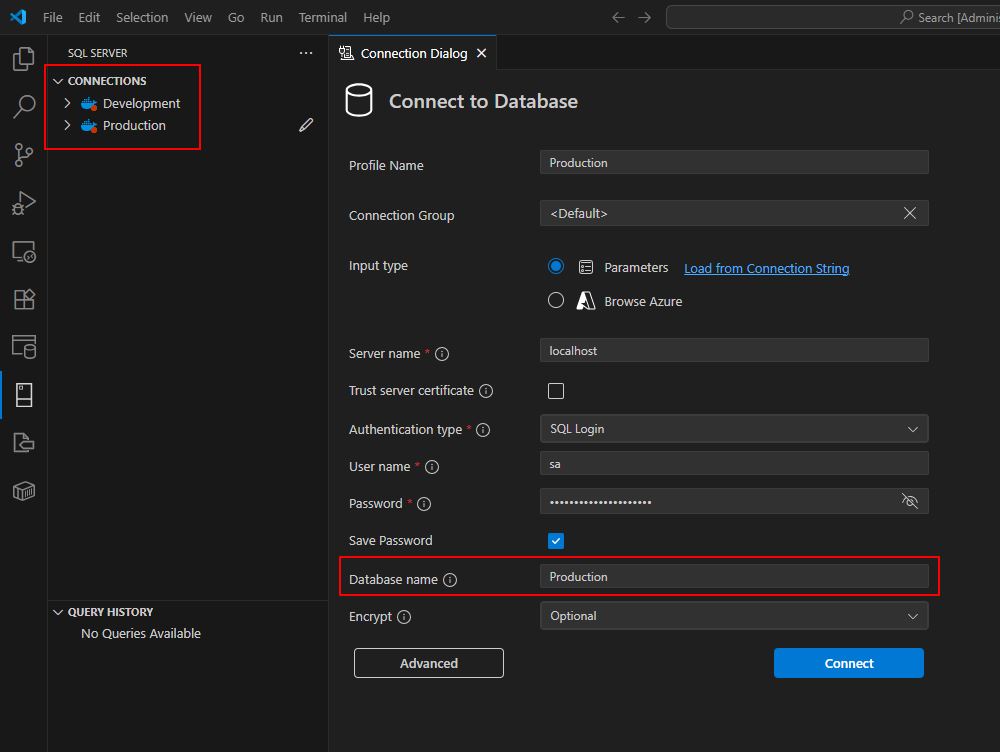 File Edit Selection View Go Run Terminal Help
Search [Adminis
SQL SERVER
CONNECTIONS
Development
Production
QUERY HISTORY
No Queries Available
Connection Dialog
Connect to Database
Profile Name Production
Connection Group <Default>
Input type Parameters Load from Connection String
Browse Azure
Server name * localhost
Trust server certificate
Authentication type * SQL Login
User name * sa
Password * •••••••••••••••••••••
Save Password
Database name Production
Encrypt Optional
Advanced Connect